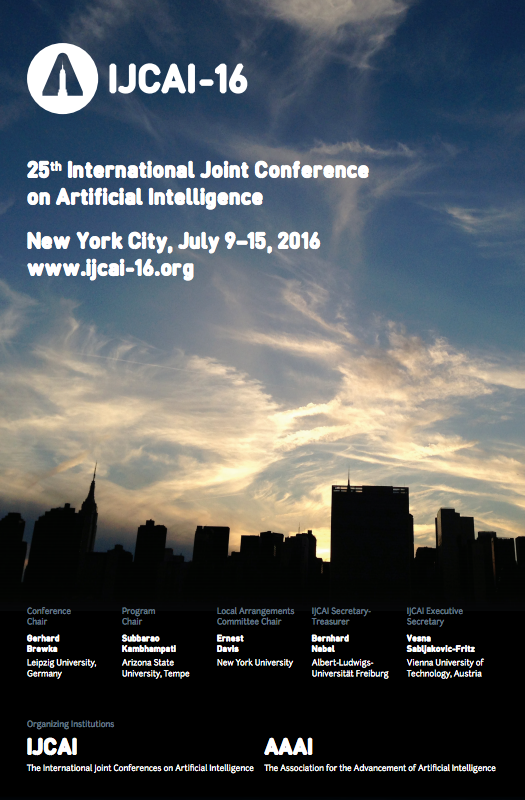 IJCAI-16
25th International Joint Conference
on Artificial Intelligence
New York City, July 9–15, 2016
www.ijcai-16.org
Conference
Chair
Gerhard
Brewka
Leipzig University,
Germany
Program
Chair
Subbarao
Kambhampati
Arizona State
University, Tempe
Local Arrangements
Committee Chair
Ernest
Davis
New York University
IJCAI Secretary-
Treasurer
Bernhard
Nebel
Albert-Ludwigs-
Universität Freiburg
IJCAI Executive
Secretary
Vesna
Sabljakovic-Fritz
Vienna University of
Technology, Austria
Organizing Institutions
IJCAI
The International Joint Conferences on Artificial Intelligence
AAAI
The Association for the Advancement of Artificial Intelligence